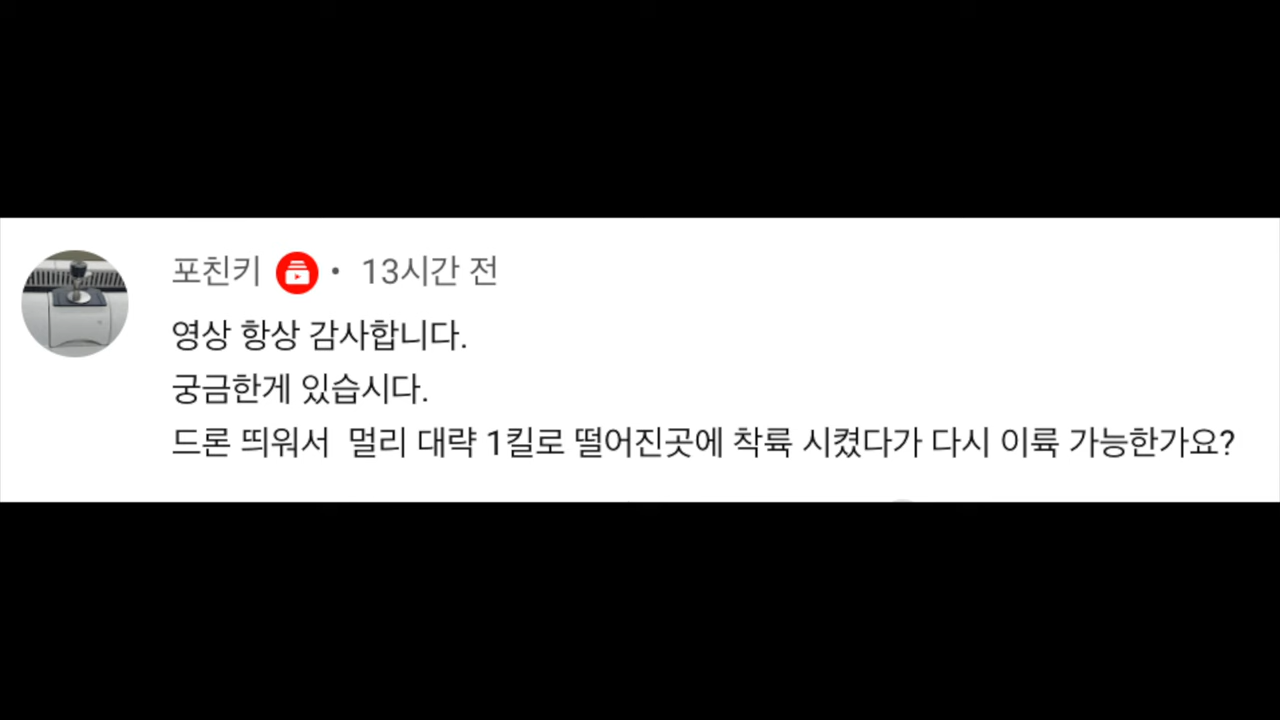 포친키 • 13시간 전
영상 항상 감사합니다.
궁금한게 있습시다.
드론 띄워서 멀리 대략 1킬로 떨어진곳에 착륙 시켰다가 다시 이륙 가능한가요?